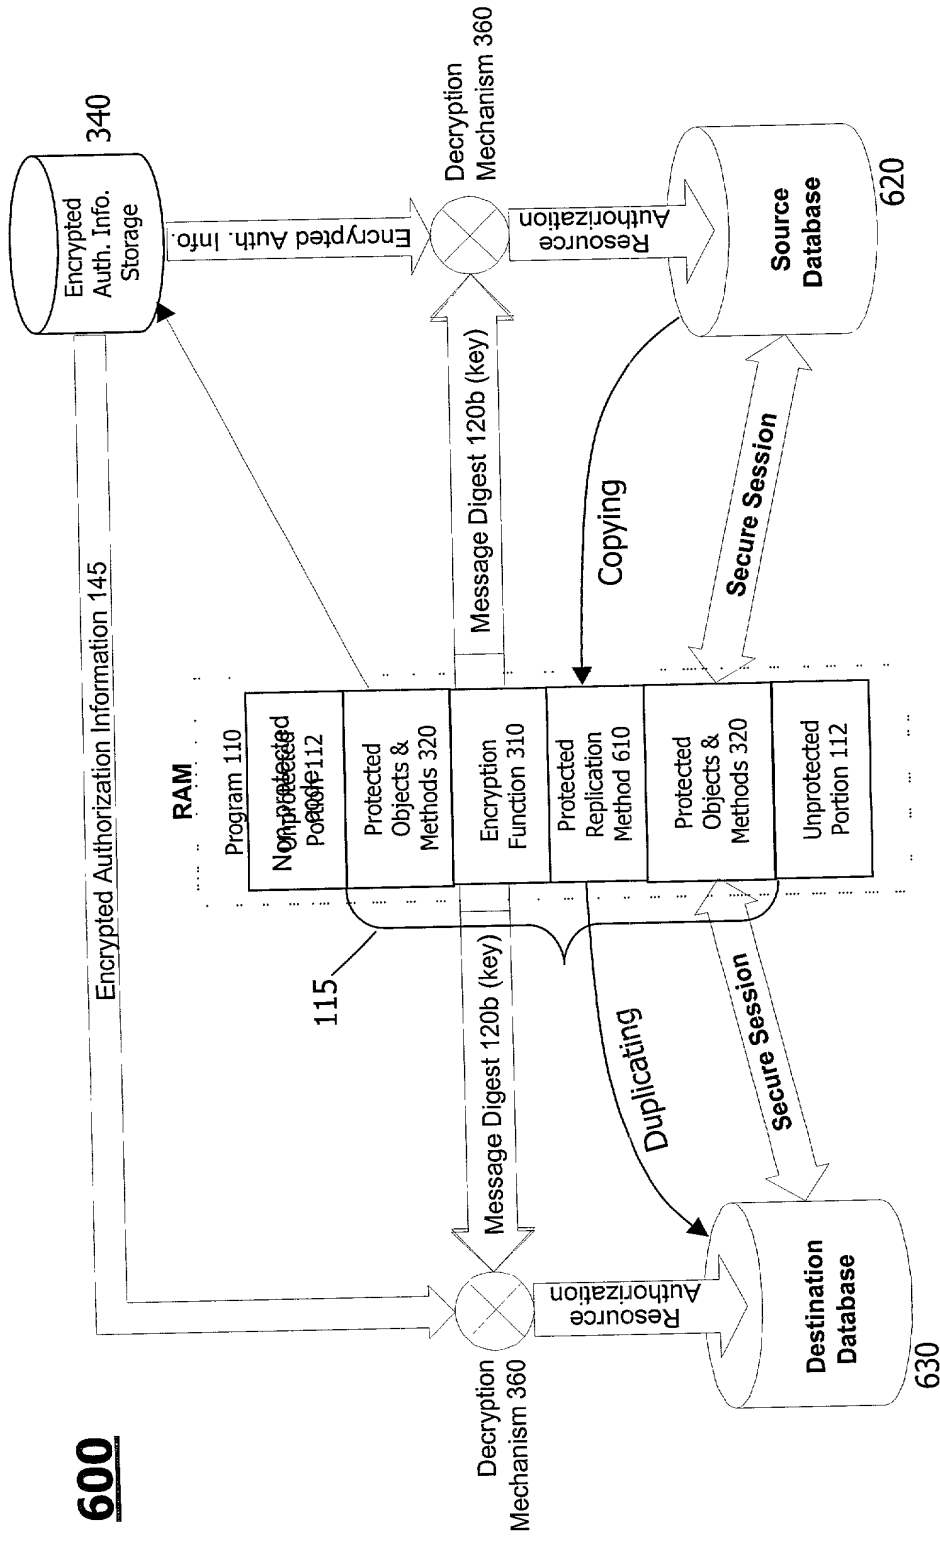 600
Encrypted Authorization Information 145
Encrypted
Auth. Info.
Storage
340
RAM
Program 110
Non-protected
code
Unprotected
Portion 112
Protected
Objects &
Methods 320
Encryption
Function 310
Protected
Replication
Method 610
Protected
Objects &
Methods 320
Unprotected
Portion 112
115
Encrypted Auth. Info.
Decryption
Mechanism 360
Message Digest 120b (key)
Message Digest 120b (key)
Decryption
Mechanism 360
Resource
Authorization
Resource
Authorization
Duplicating
Copying
Secure Session
Secure Session
Destination
Database
630
Source
Database
620